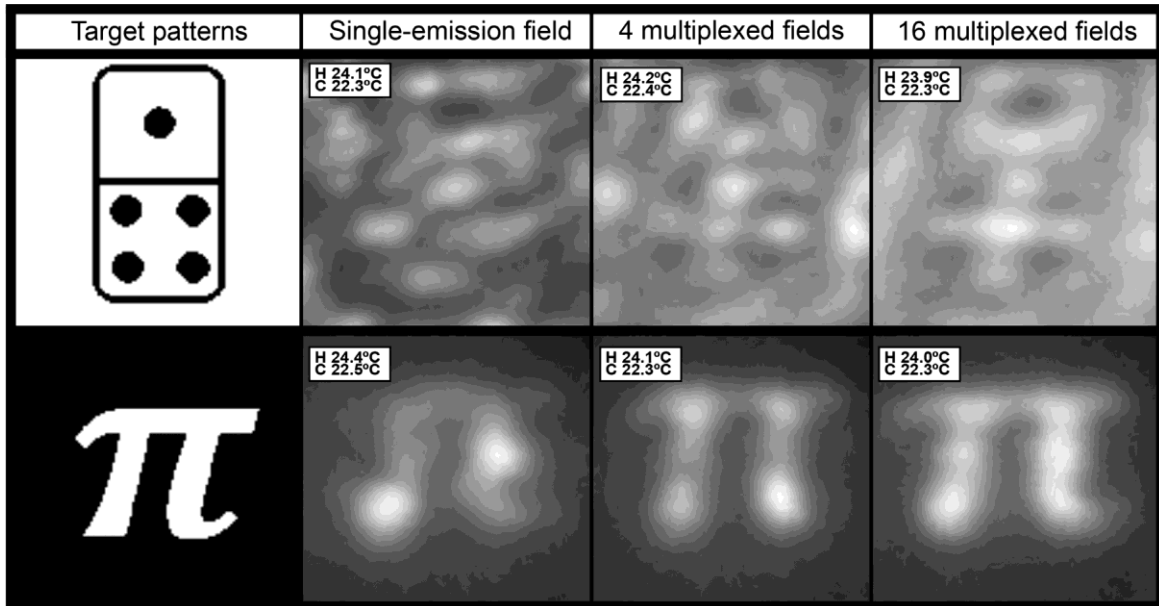 Target patterns
Single-emission field
4 multiplexed fields
16 multiplexed fields
H 24.1ºC
C 22.3ºC
H 24.2ºC
C 22.4ºC
H 23.9ºC
C 22.3ºC
π
H 24.4ºC
C 22.5ºC
H 24.1ºC
C 22.3ºC
H 24.0ºC
C 22.3ºC